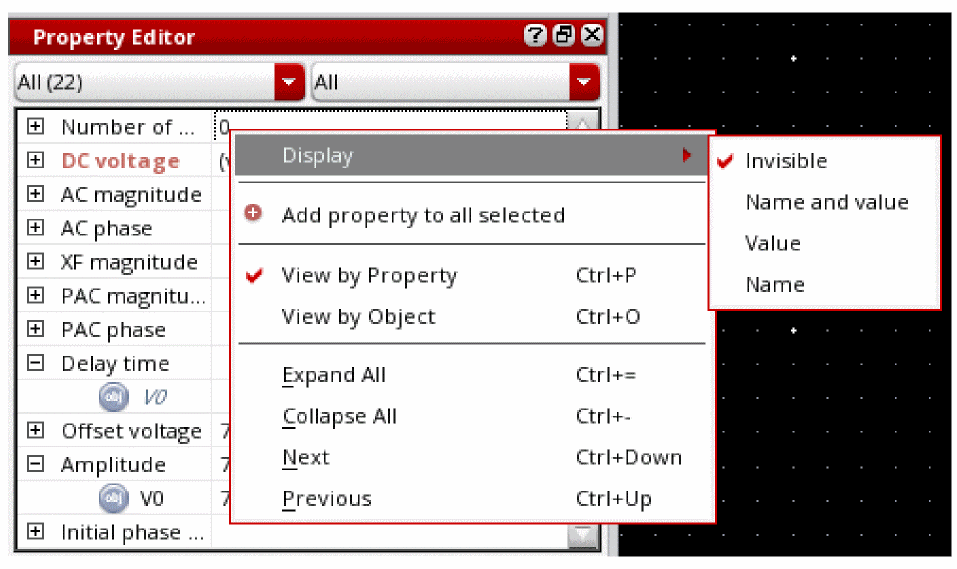 Property Editor
All (22) All
Number of ... 0
DC voltage (v
AC magnitude
AC phase
XF magnitude
PAC magnitu...
PAC phase
Delay time
obj V0
Offset voltage 7
Amplitude 7
obj V0 7
Initial phase ...
Display
Add property to all selected
View by Property Ctrl+P
View by Object Ctrl+O
Expand All Ctrl+=
Collapse All Ctrl+-
Next Ctrl+Down
Previous Ctrl+Up
Invisible
Name and value
Value
Name